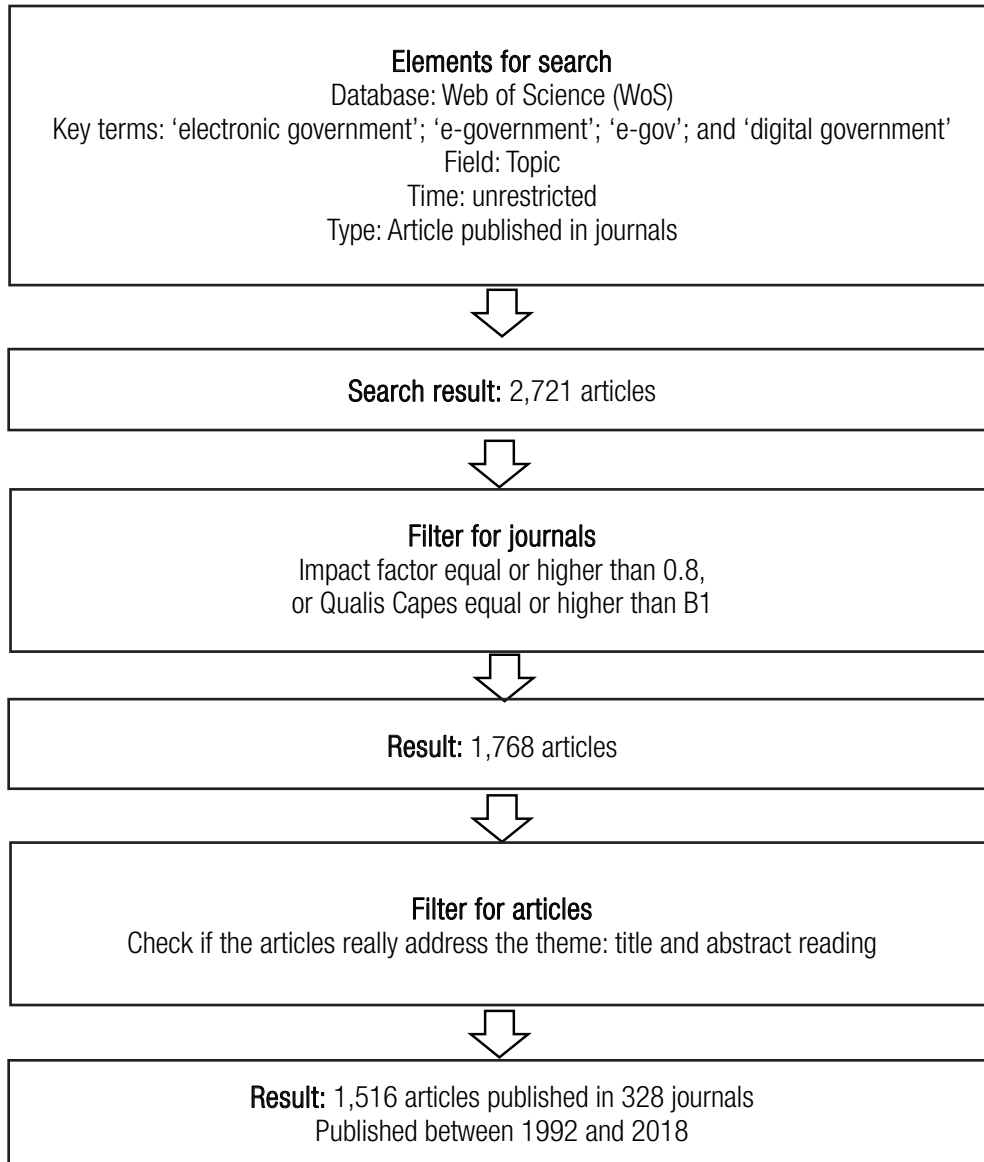 Elements for search
Database: Web of Science (WoS)
Key terms: ‘electronic government’; ‘e-government’; ‘e-gov’; and ‘digital government’
Field: Topic
Time: unrestricted
Type: Article published in journals
Search result: 2,721 articles
Filter for journals
Impact factor equal or higher than 0.8,
or Qualis Capes equal or higher than B1
Result: 1,768 articles
Filter for articles
Check if the articles really address the theme: title and abstract reading
Result: 1,516 articles published in 328 journals
Published between 1992 and 2018